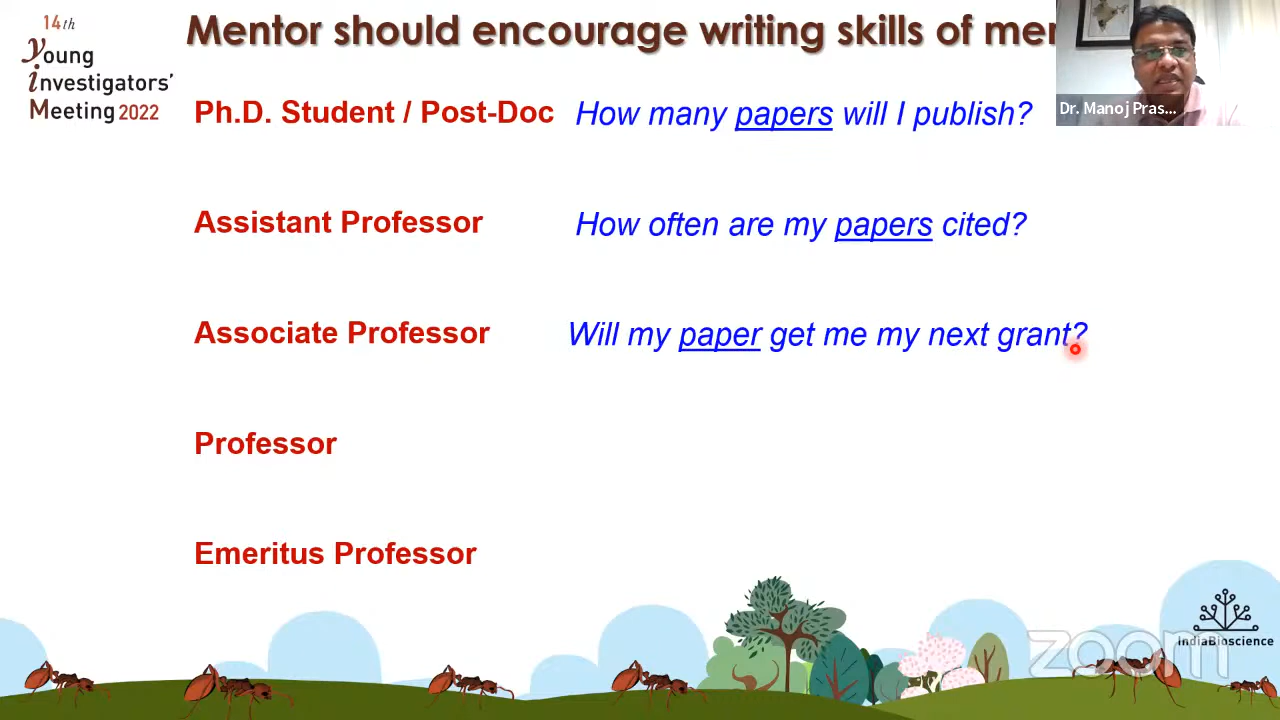 14th
Young
investigators'
Meeting 2022
Mentor should encourage writing skills of
Dr. Manoj Pras...
Ph.D. Student / Post-Doc How many papers will I publish?
Assistant Professor How often are my papers cited?
Associate Professor Will my paper get me my next grant?
Professor
Emeritus Professor
zoom
IndiaBioscience